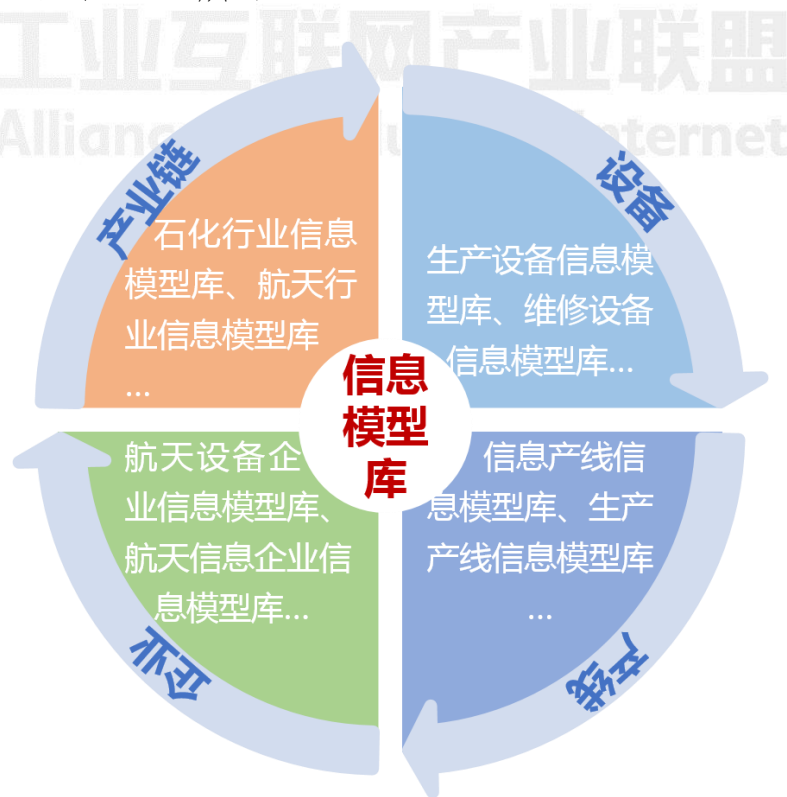 工业互联网产业联盟
产业链
石化行业信息
模型库、航天行
业信息模型库
...
设备
生产设备信息模
型库、维修设备
信息模型库...
信息
模型
库
航天设备企
业信息模型库、
航天信息企业信
息模型库...
企业
信息产线信
息模型库、生产
产线信息模型库
...
产线